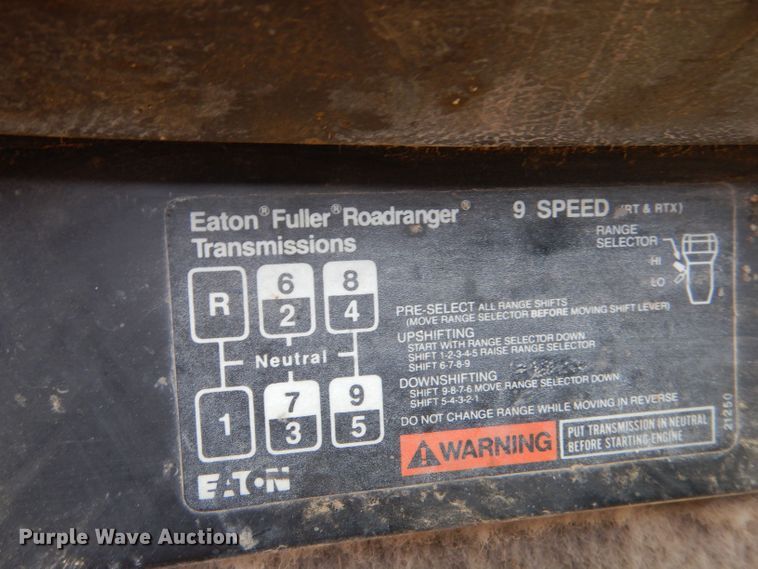 Eaton® Fuller® Roadranger® 9 SPEED (RT & RTX)
Transmissions
RANGE
SELECTOR
HI
LO
R 6 8
2 4
Neutral
1 7 9
3 5
PRE-SELECT ALL RANGE SHIFTS
(MOVE RANGE SELECTOR BEFORE MOVING SHIFT LEVER)
UPSHIFTING
START WITH RANGE SELECTOR DOWN
SHIFT 1-2-3-4-5 RAISE RANGE SELECTOR
SHIFT 6-7-8-9
DOWNSHIFTING
SHIFT 9-8-7-6 MOVE RANGE SELECTOR DOWN
SHIFT 5-4-3-2-1
DO NOT CHANGE RANGE WHILE MOVING IN REVERSE
WARNING
PUT TRANSMISSION IN NEUTRAL
BEFORE STARTING ENGINE
21250
EATON
Purple Wave Auction